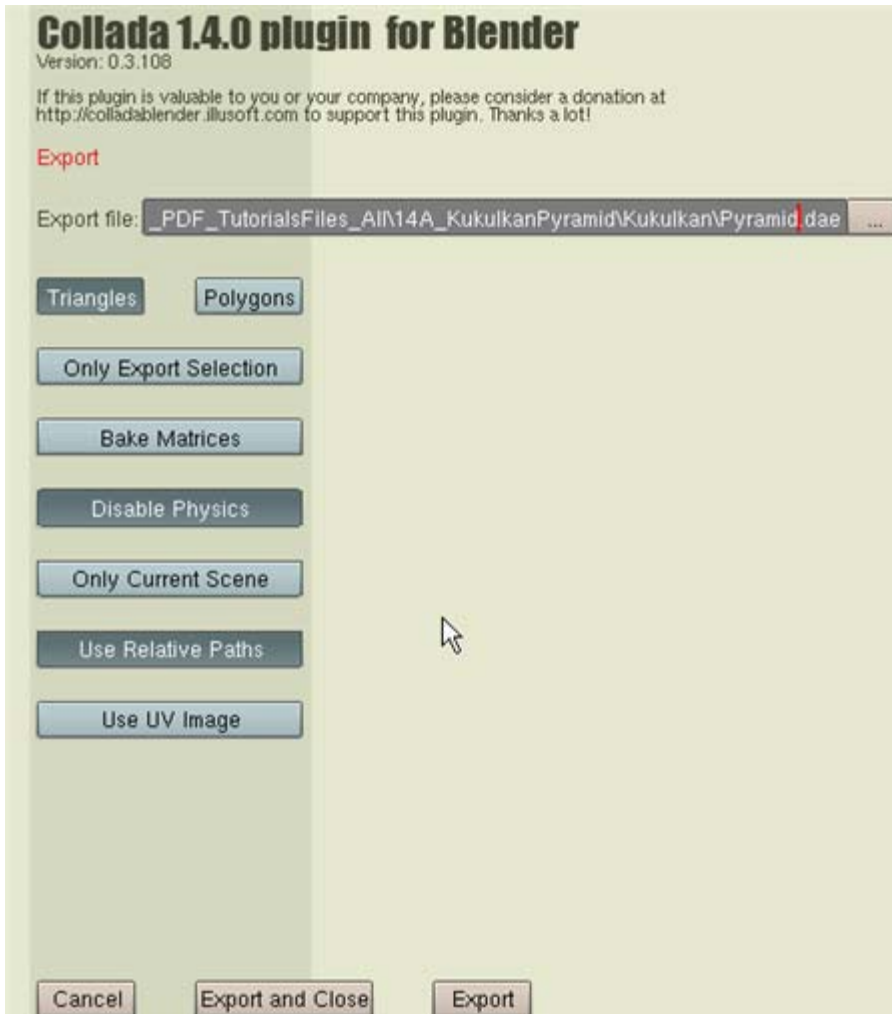 Collada 1.4.0 plugin for Blender
Version: 0.3.108
If this plugin is valuable to you or your company, please consider a donation at
http://colladablender.illusoft.com to support this plugin. Thanks a lot!
Export
Export file: _PDF_TutorialsFiles_All\14A_KukulkanPyramid\Kukulkan\Pyramid.dae ...
Triangles Polygons
Only Export Selection
Bake Matrices
Disable Physics
Only Current Scene
Use Relative Paths
Use UV Image
Cancel Export and Close Export